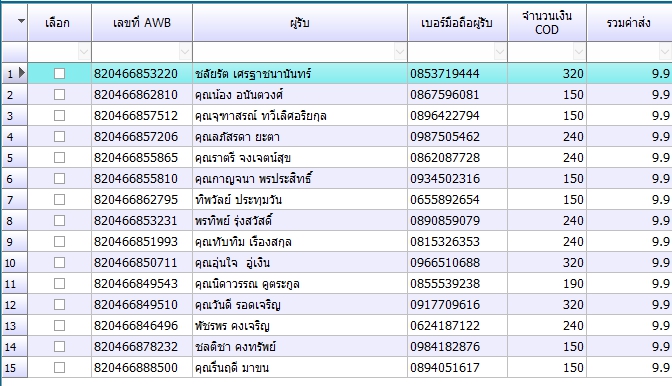 เลือก เลขที่ AWB ผู้รับ เบอร์มือถือผู้รับ จำนวนเงิน COD รวมค่าส่ง
1 820466853220 ชลัยรัต เศรฐาชนานันทร์ 0853719444 320 9.9
2 820466862810 คุณน้อง อนันตวงศ์ 0867596081 150 9.9
3 820466857512 คุณจุฑาสรณ์ ทวีเลิศอริยกุล 0896422794 150 9.9
4 820466857206 คุณลภัสรดา ยะตา 0987505462 240 9.9
5 820466855865 คุณราตรี จงเจตน์สุข 0862087728 240 9.9
6 820466855810 คุณกาญจนา พรประสิทธิ์ 0934502316 150 9.9
7 820466862795 ทิพวัลย์ ประทุมวัน 0655892654 150 9.9
8 820466853231 พรทิพย์ รุ่งสวัสดิ์ 0890859079 240 9.9
9 820466851993 คุณทับทิม เรืองสกุล 0815326353 240 9.9
10 820466850711 คุณอุ่นใจ อู่เงิน 0966510688 320 9.9
11 820466849543 คุณนิดาวรรณ คูตระกูล 0855539238 190 9.9
12 820466849510 คุณวันดี รอดเจริญ 0917709616 320 9.9
13 820466846496 พัชรพร คงเจริญ 0624187122 240 9.9
14 820466878232 ชลติชา คงทรัพย์ 0984182876 150 9.9
15 820466888500 คุณรื่นฤดี มาขน 0894051617 150 9.9